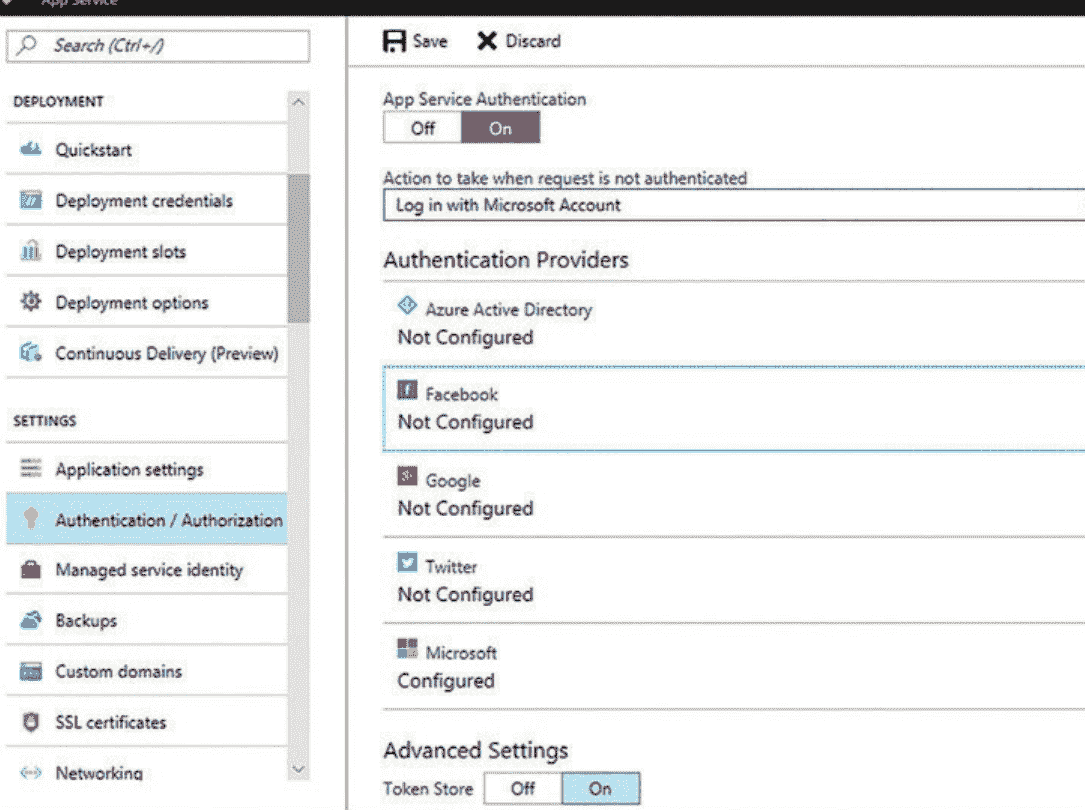 App Service
Search (Ctrl+/)
DEPLOYMENT
Quickstart
Deployment credentials
Deployment slots
Deployment options
Continuous Delivery (Preview)
SETTINGS
Application settings
Authentication / Authorization
Managed service identity
Backups
Custom domains
SSL certificates
Networking
Save Discard
App Service Authentication
Off On
Action to take when request is not authenticated
Log in with Microsoft Account
Authentication Providers
Azure Active Directory
Not Configured
Facebook
Not Configured
Google
Not Configured
Twitter
Not Configured
Microsoft
Configured
Advanced Settings
Token Store Off On